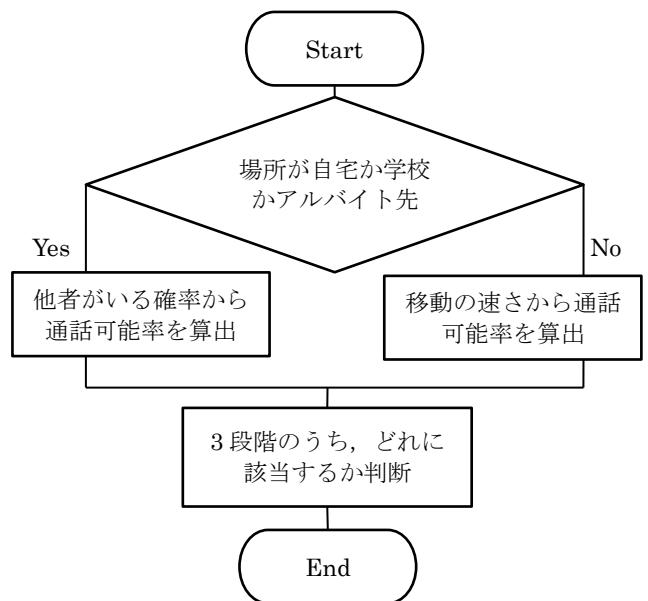 Start
場所が自宅か学校
かアルバイト先
Yes
No
他者がいる確率から
通話可能率を算出
移動の速さから通話
可能率を算出
３段階のうち，どれに
該当するか判断
End